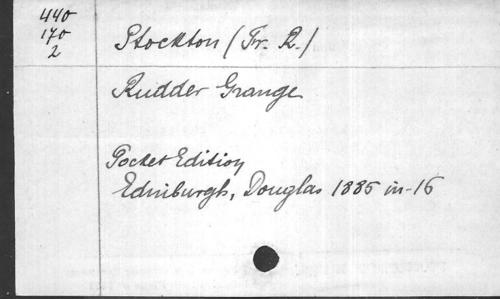 440
170
2
Stockton (Fr. R.)
Rudder Grange
Pocket Edition
Edinburgh, Douglas 1885 in-16